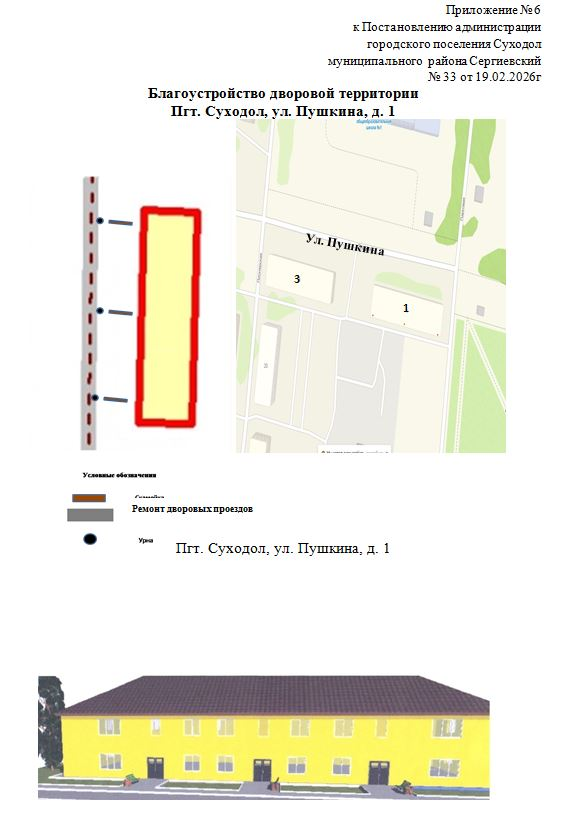 Приложение № 6
к Постановлению администрации
городского поселения Суходол
муниципального района Сергиевский
№ 33 от 19.02.2026г
Благоустройство дворовой территории
Пгт. Суходол, ул. Пушкина, д. 1
Ул. Пушкина
3
1
Условные обозначения
Ремонт дворовых проездов
Урна
Пгт. Суходол, ул. Пушкина, д. 1